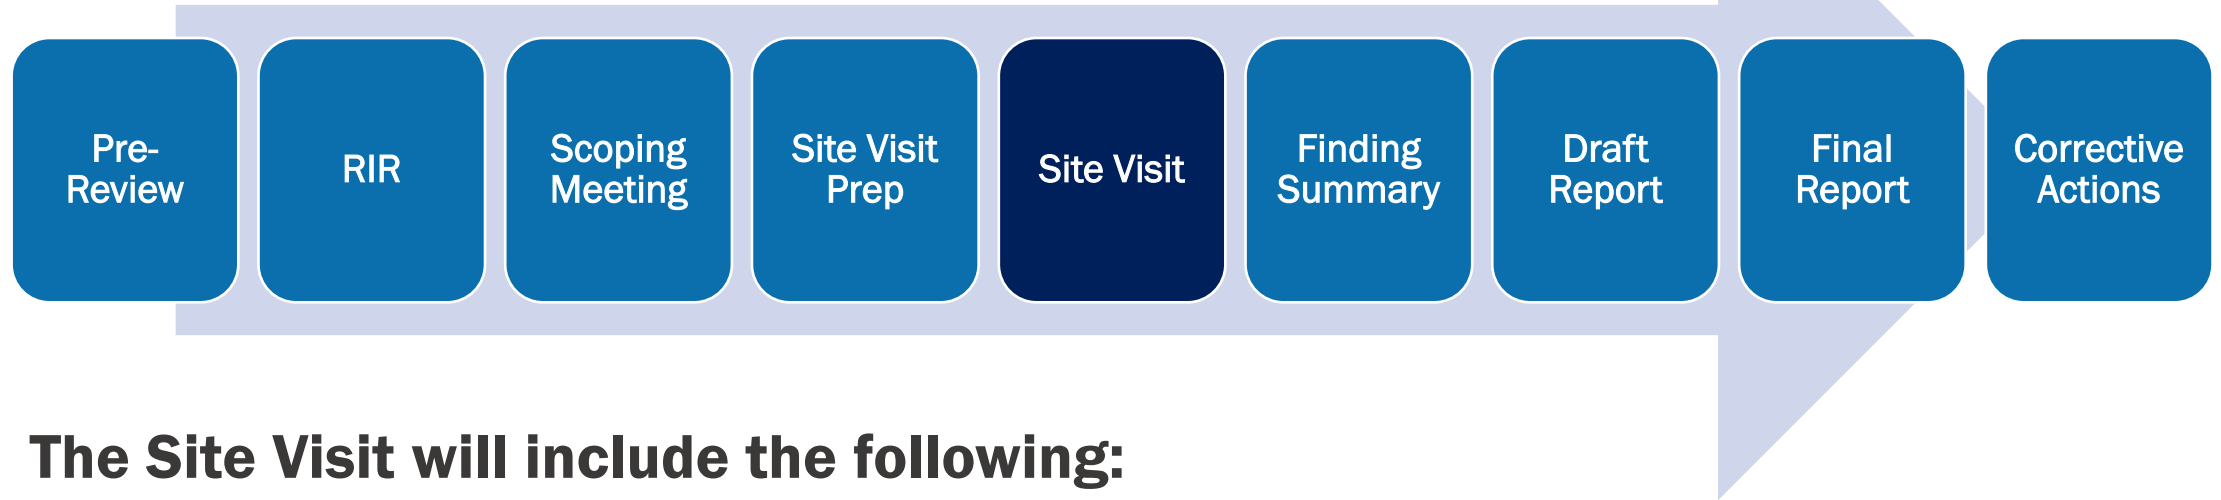 Pre-
Review
RIR
Scoping
Meeting
Site Visit
Prep
Site Visit
Finding
Summary
Draft
Report
Final
Report
Corrective
Actions
The Site Visit will include the following: